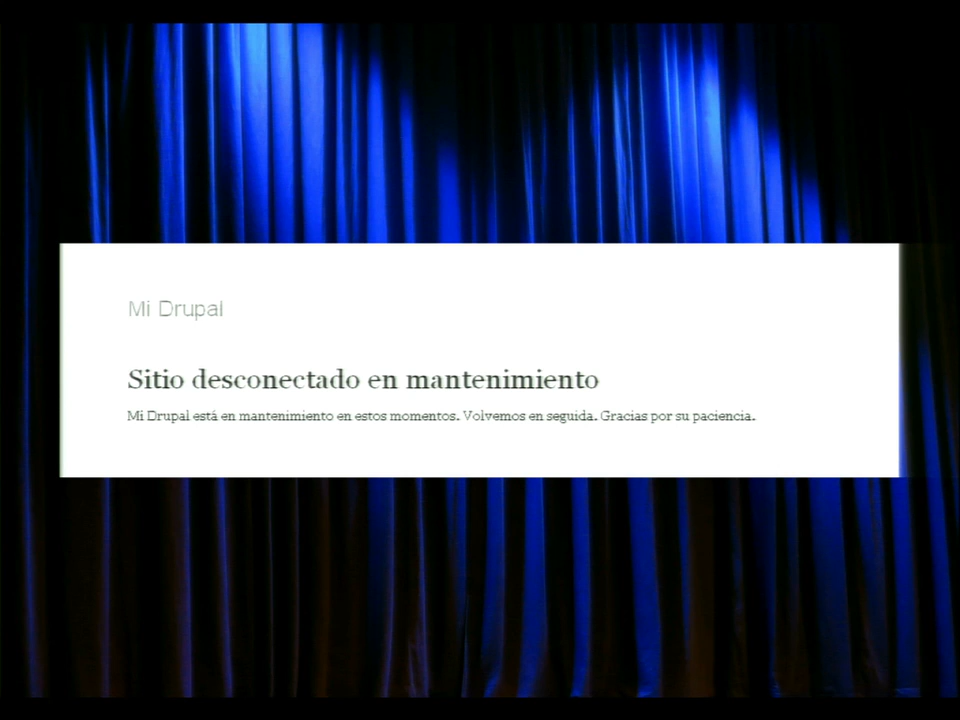 Mi Drupal
Sitio desconectado en mantenimiento
Mi Drupal está en mantenimiento en estos momentos. Volvemos en seguida. Gracias por su paciencia.